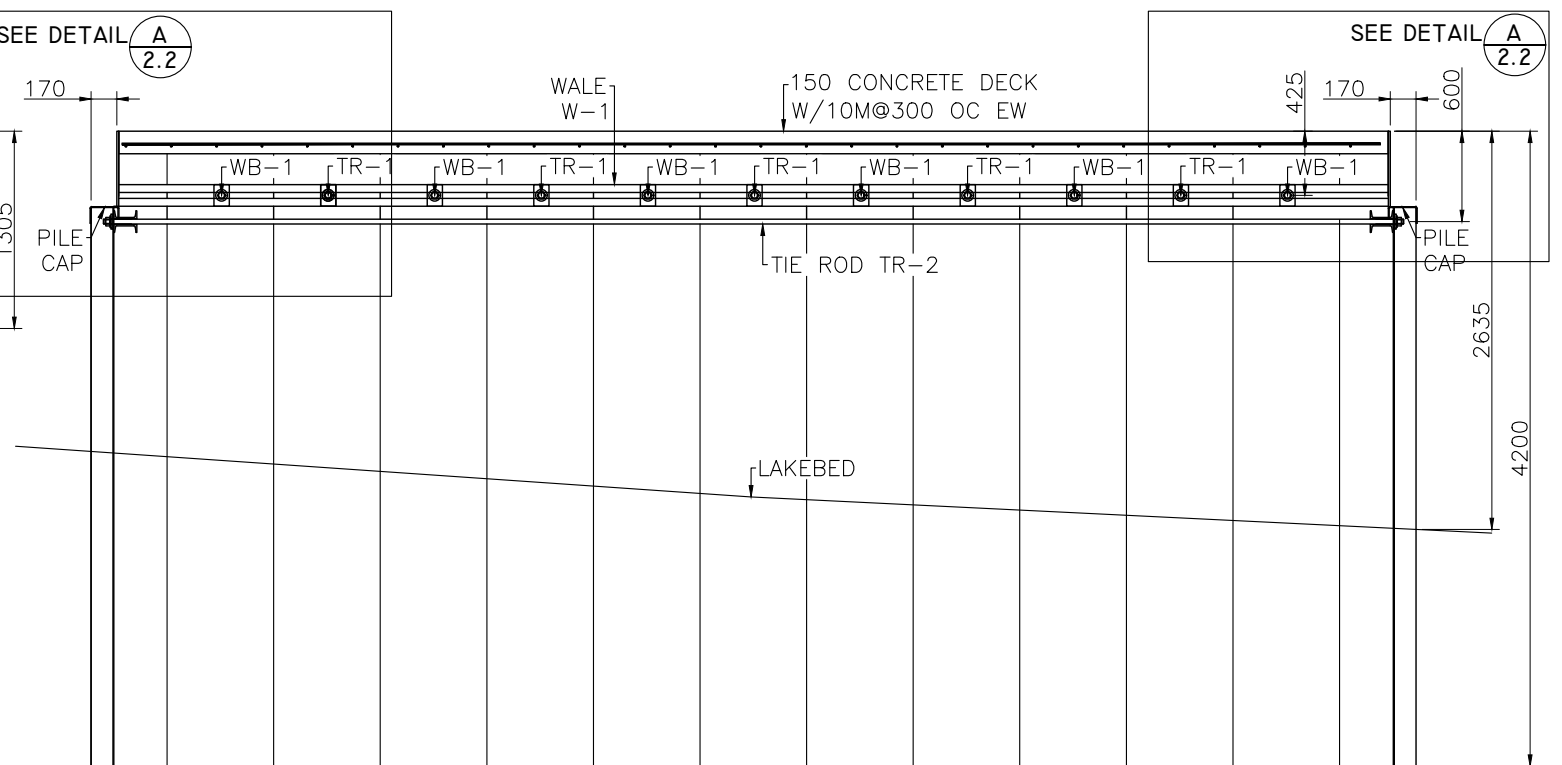 SEE DETAIL A
2.2
SEE DETAIL A
2.2
170
WALE
W-1
150 CONCRETE DECK
W/10M@300 OC EW
425
170
600
WB-1
TR-1
WB-1
TR-1
WB-1
TR-1
WB-1
TR-1
WB-1
TR-1
WB-1
1305
PILE
CAP
PILE
CAP
TIE ROD TR-2
2635
LAKEBED
4200